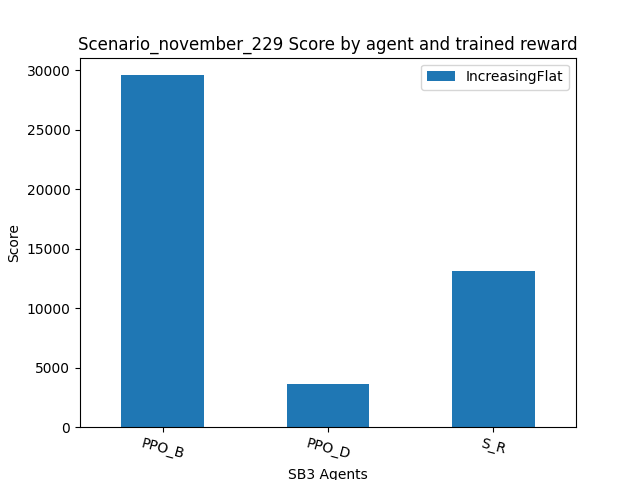 Scenario_november_229 Score by agent and trained reward
IncreasingFlat
30000
25000
20000
15000
10000
5000
0
Score
PPO_B
PPO_D
S_R
SB3 Agents